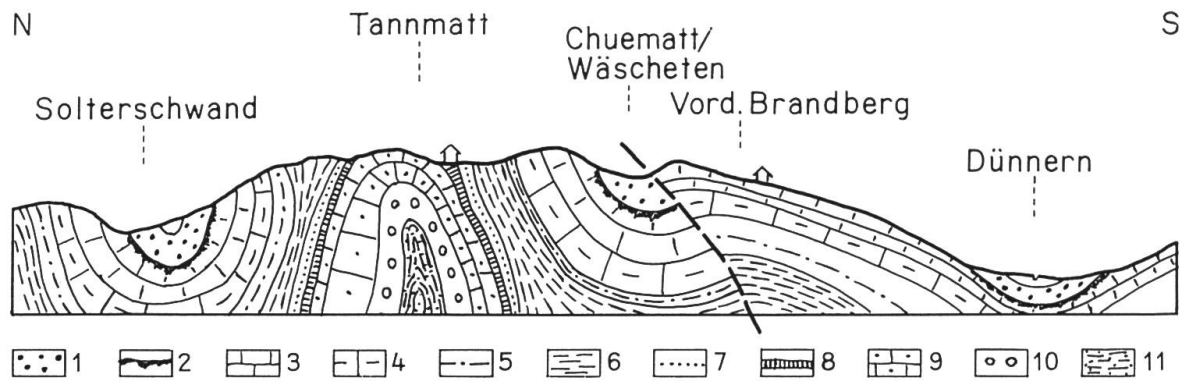 N
Tannmatt
S
Chuematt/
Wäscheten
Solterschwand
Vord. Brandberg
Dünnern
1 2 3 4 5 6 7 8 9 10 11